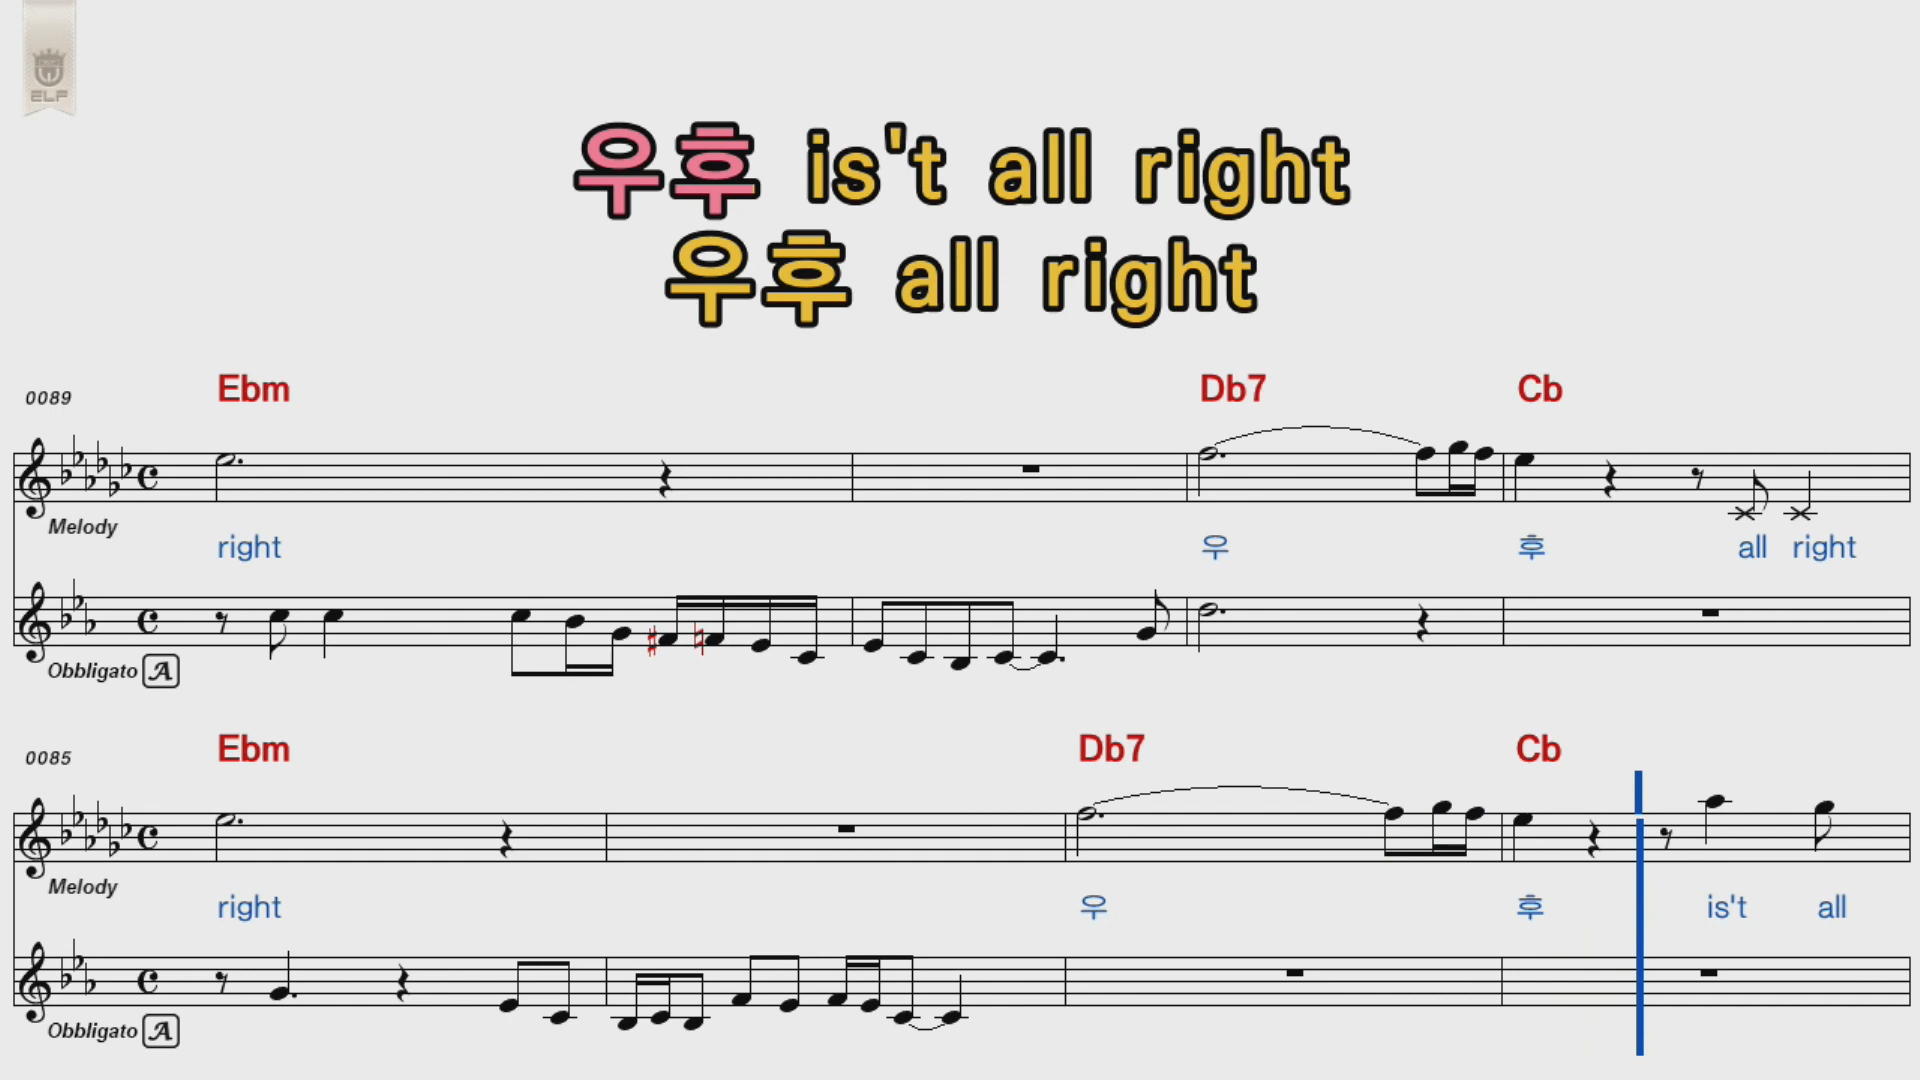 ELF
우후 is't all right
우후 all right
0089 Ebm Db7 Cb
Melody
right 우 후 all right
Obbligato A
0085 Ebm Db7 Cb
Melody
right 우 후 is't all
Obbligato A